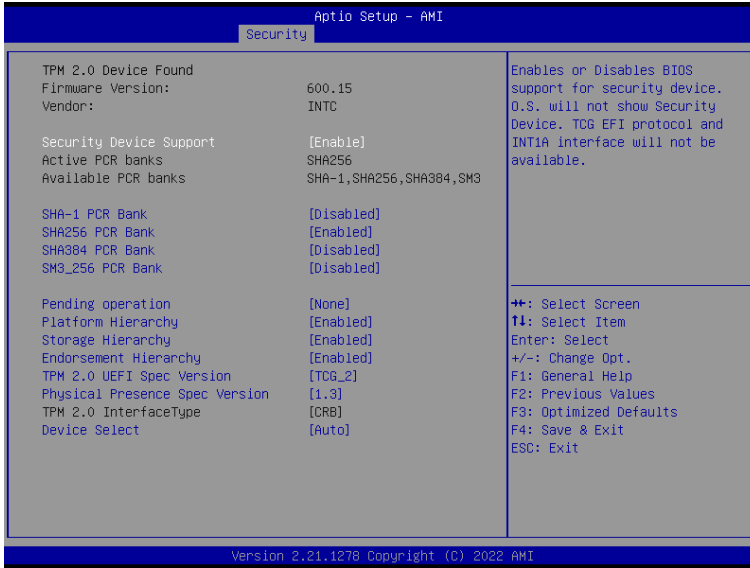 Aptio Setup – AMI
Security
TPM 2.0 Device Found
Firmware Version: 600.15
Vendor: INTC
Security Device Support [Enable]
Active PCR banks SHA256
Available PCR banks SHA-1,SHA256,SHA384,SM3
SHA-1 PCR Bank [Disabled]
SHA256 PCR Bank [Enabled]
SHA384 PCR Bank [Disabled]
SM3_256 PCR Bank [Disabled]
Pending operation [None]
Platform Hierarchy [Enabled]
Storage Hierarchy [Enabled]
Endorsement Hierarchy [Enabled]
TPM 2.0 UEFI Spec Version [TCG_2]
Physical Presence Spec Version [1.3]
TPM 2.0 InterfaceType [CRB]
Device Select [Auto]
Enables or Disables BIOS
support for security device.
O.S. will not show Security
Device. TCG EFI protocol and
INT1A interface will not be
available.
→←: Select Screen
↑↓: Select Item
Enter: Select
+/-: Change Opt.
F1: General Help
F2: Previous Values
F3: Optimized Defaults
F4: Save & Exit
ESC: Exit
Version 2.21.1278 Copyright (C) 2022 AMI